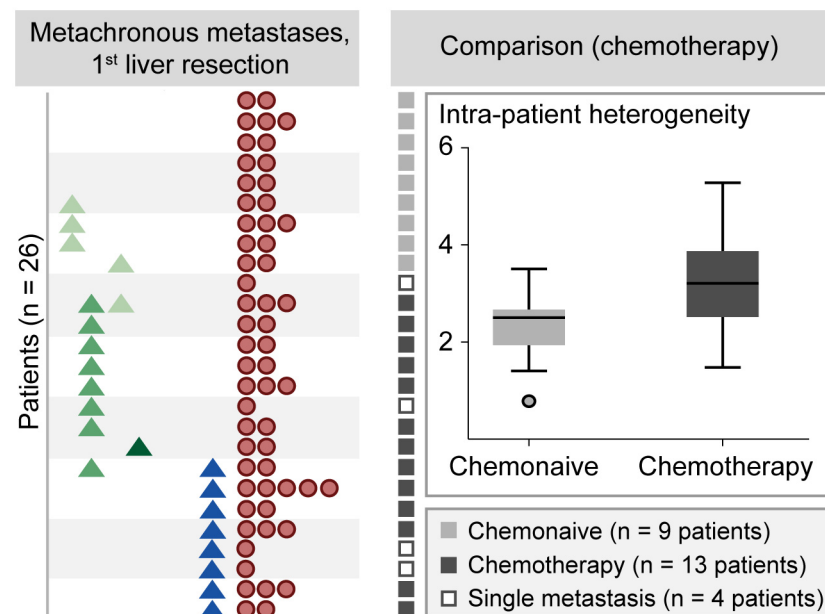 Metachronous metastases,
1st liver resection
Patients (n = 26)
Comparison (chemotherapy)
Intra-patient heterogeneity
6
4
2
Chemonaive
Chemotherapy
Chemonaive (n = 9 patients)
Chemotherapy (n = 13 patients)
Single metastasis (n = 4 patients)